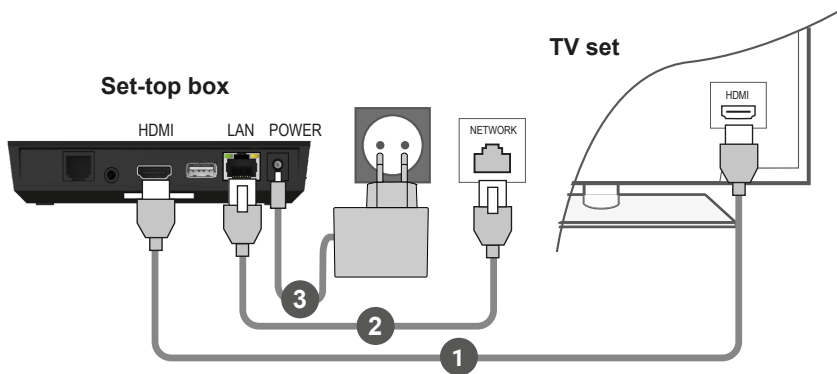 TV set
Set-top box
HDMI
HDMI LAN POWER
NETWORK
3
2
1